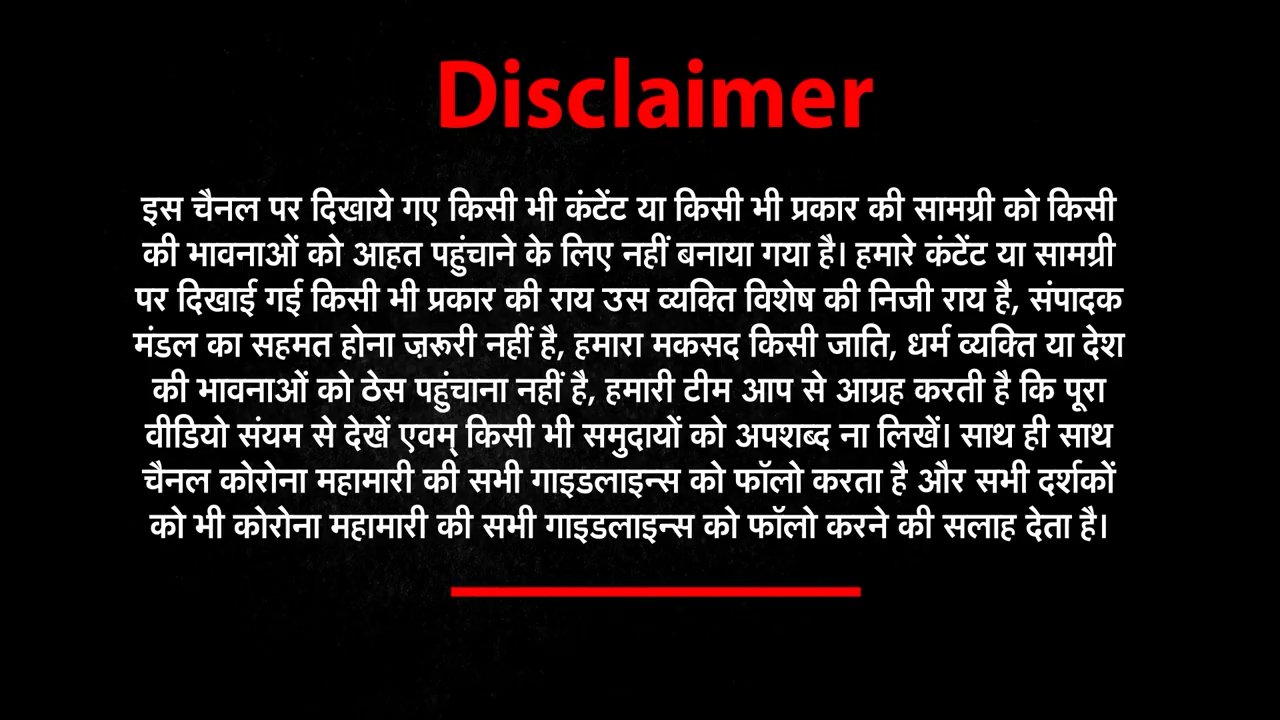 Disclaimer
इस चैनल पर दिखाये गए किसी भी कंटेंट या किसी भी प्रकार की सामग्री को किसी
की भावनाओं को आहत पहुंचाने के लिए नहीं बनाया गया है। हमारे कंटेंट या सामग्री
पर दिखाई गई किसी भी प्रकार की राय उस व्यक्ति विशेष की निजी राय है, संपादक
मंडल का सहमत होना ज़रूरी नहीं है, हमारा मकसद किसी जाति, धर्म व्यक्ति या देश
की भावनाओं को ठेस पहुंचाना नहीं है, हमारी टीम आप से आग्रह करती है कि पूरा
वीडियो संयम से देखें एवम् किसी भी समुदायों को अपशब्द ना लिखें। साथ ही साथ
चैनल कोरोना महामारी की सभी गाइडलाइन्स को फॉलो करता है और सभी दर्शकों
को भी कोरोना महामारी की सभी गाइडलाइन्स को फॉलो करने की सलाह देता है।